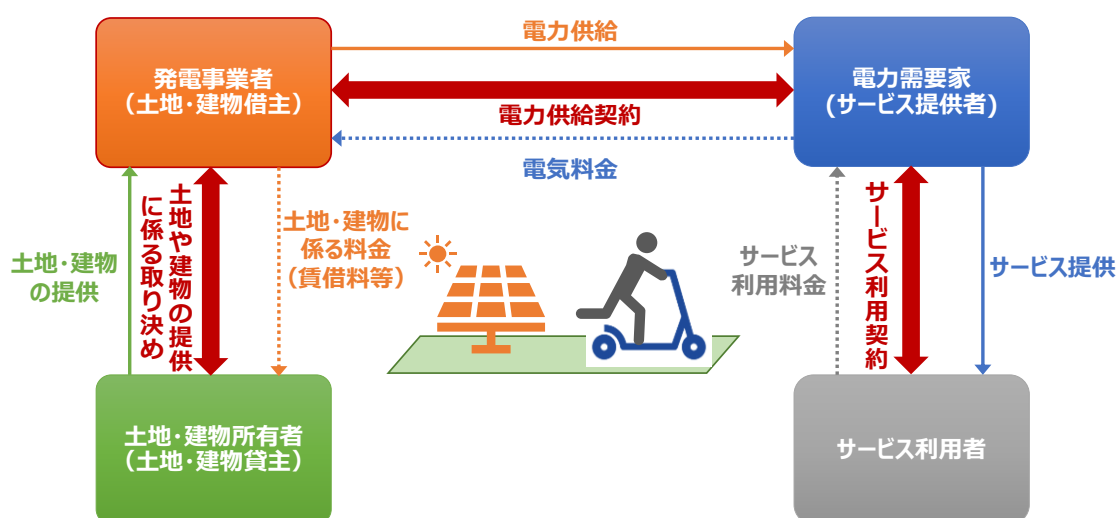 電力供給
発電事業者
（土地・建物借主）
電力需要家
(サービス提供者)
電力供給契約
電気料金
土地・建物
の提供
土地や建物の提供
に係る取り決め
土地・建物に
係る料金
（賃借料等）
サービス
利用料金
サービス利用契約
サービス提供
土地・建物所有者
（土地・建物貸主）
サービス利用者